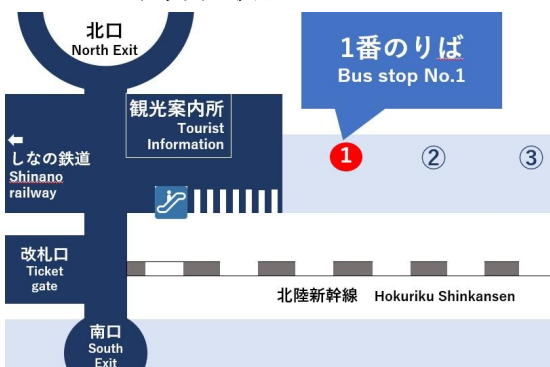 北口
North Exit
1番のりば
Bus stop No.1
観光案内所
Tourist
Information
しなの鉄道
Shinano
railway
1
②
③
改札口
Ticket
gate
北陸新幹線 Hokuriku Shinkansen
南口
South
Exit